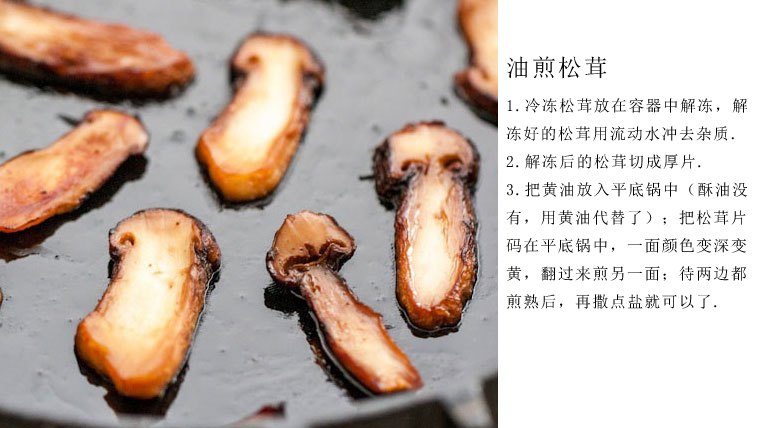 油煎松茸
1.冷冻松茸放在容器中解冻，解
冻好的松茸用流动水冲去杂质.
2.解冻后的松茸切成厚片.
3.把黄油放入平底锅中（酥油没
有，用黄油代替了）；把松茸片
码在平底锅中，一面颜色变深变
黄，翻过来煎另一面；待两边都
煎熟后，再撒点盐就可以了.